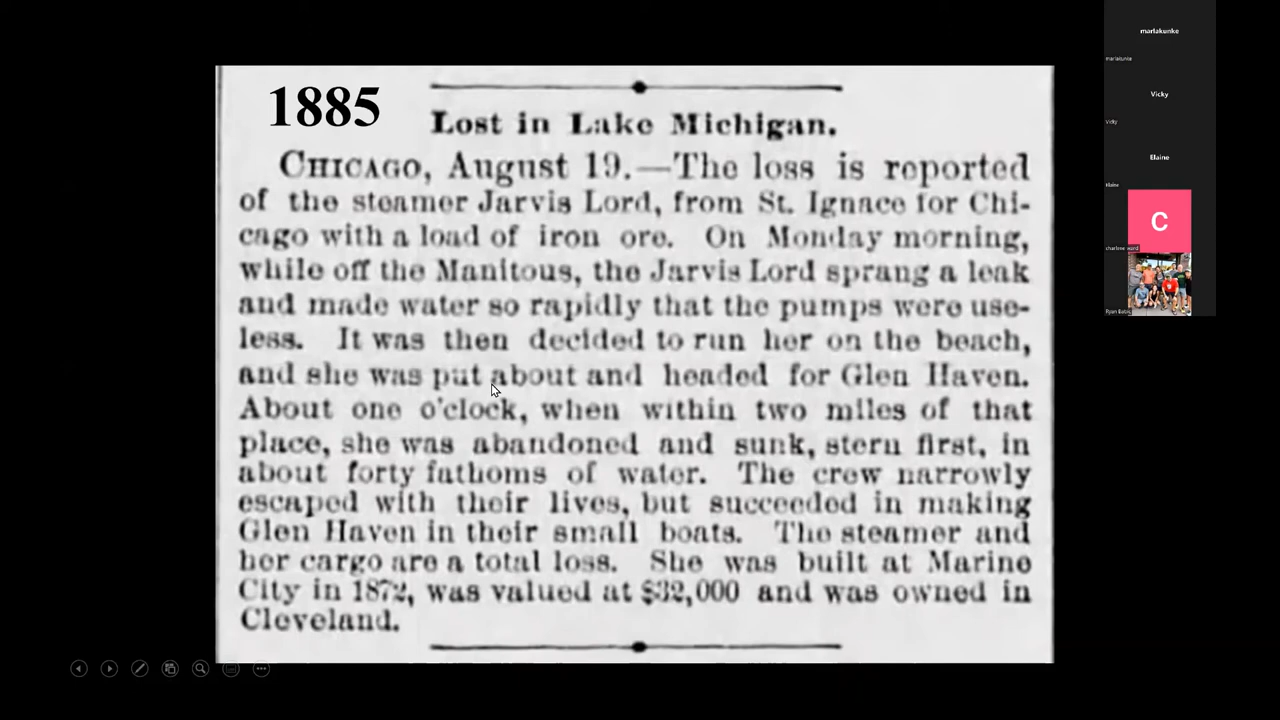 1885
Lost in Lake Michigan.
CHICAGO, August 19.—The loss is reported
of the steamer Jarvis Lord, from St. Ignace for Chi-
cago with a load of iron ore. On Monday morning,
while off the Manitous, the Jarvis Lord sprang a leak
and made water so rapidly that the pumps were use-
less. It was then decided to run her on the beach,
and she was put about and headed for Glen Haven.
About one o'clock, when within two miles of that
place, she was abandoned and sunk, stern first, in
about forty fathoms of water. The crew narrowly
escaped with their lives, but succeeded in making
Glen Haven in their small boats. The steamer and
her cargo are a total loss. She was built at Marine
City in 1872, was valued at $32,000 and was owned in
Cleveland.
marlakunke
marlakunke
Vicky
Vicky
Elaine
Elaine
C
charlene ward
Ryan